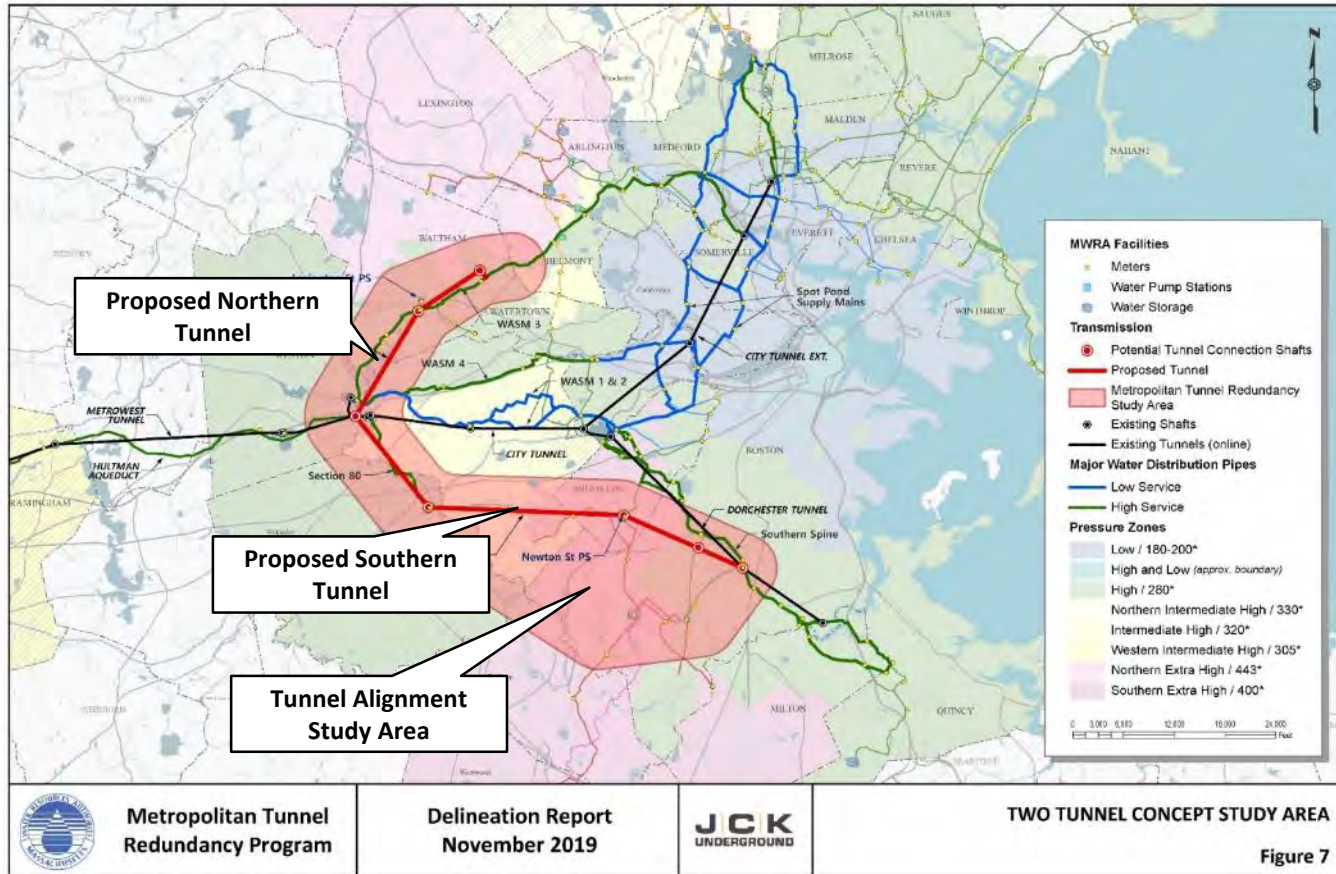 SAUGUS
MELROSE
LEXINGTON
MALDEN
ARLINGTON
MEDFORD
NAHANT
REVERE
WALTHAM
EVERETT
CHELSEA
BELMONT
SOMERVILLE
Cambridge
Proposed Northern
Tunnel
WATERTOWN
WASM 3
Spot Pond
Supply Mains
WINTHROP
WASM 4
CITY TUNNEL EXT.
WASM 1 & 2
METROWEST
TUNNEL
CITY TUNNEL
HULTMAN
AQUEDUCT
BOSTON
Section 80
FRAMINGHAM
DORCHESTER TUNNEL
Southern Spine
Proposed Southern
Tunnel
Newton St PS
Tunnel Alignment
Study Area
MILTON
QUINCY
N
MWRA Facilities
Meters
Water Pump Stations
Water Storage
Transmission
Potential Tunnel Connection Shafts
Proposed Tunnel
Metropolitan Tunnel Redundancy
Study Area
Existing Shafts
Existing Tunnels (online)
Major Water Distribution Pipes
Low Service
High Service
Pressure Zones
Low / 180-200*
High and Low (approx. boundary)
High / 280*
Northern Intermediate High / 330*
Intermediate High / 320*
Western Intermediate High / 305*
Northern Extra High / 443*
Southern Extra High / 400*
Feet
Metropolitan Tunnel
Redundancy Program
Delineation Report
November 2019
JCK
UNDERGROUND
TWO TUNNEL CONCEPT STUDY AREA
Figure 7